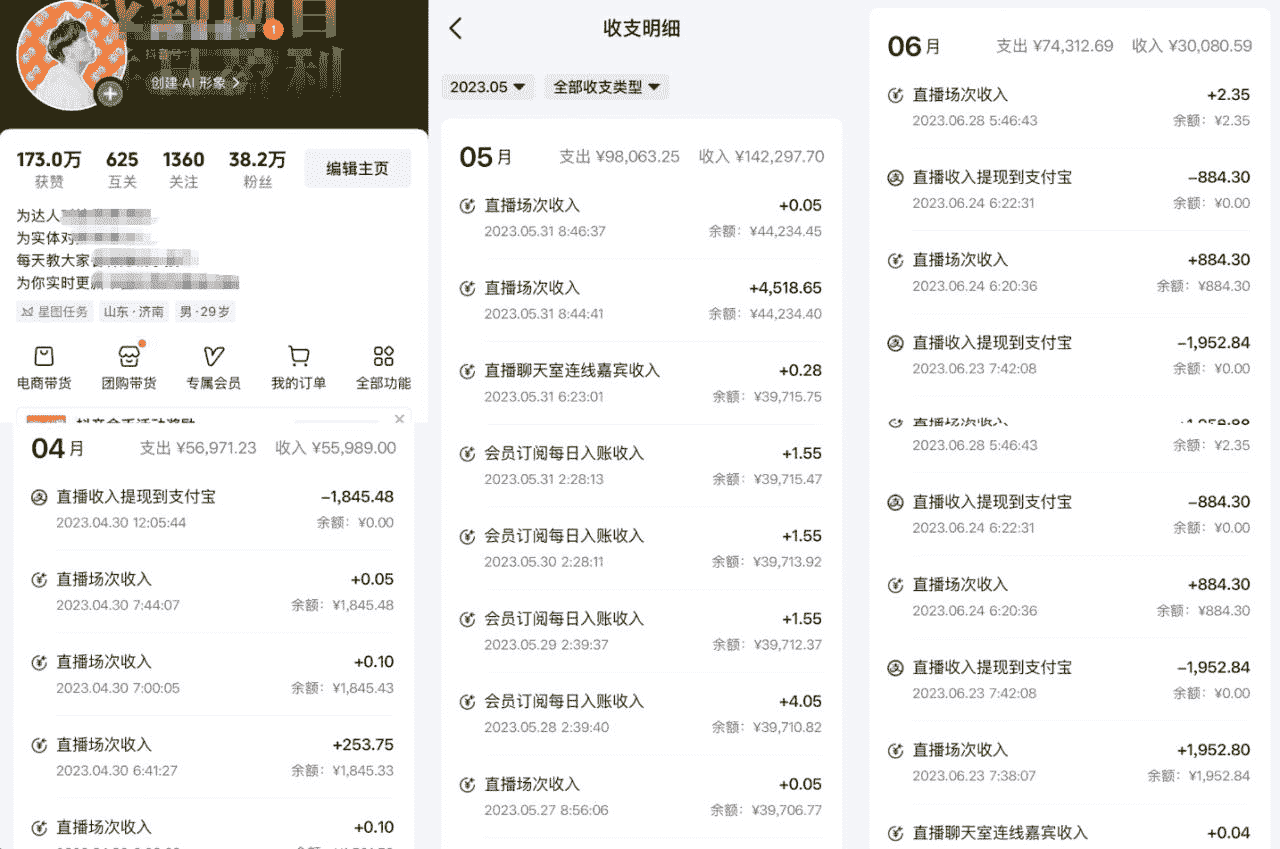 找到项目
1
抖音号
创建 AI 形象 >
173.0万 625 1360 38.2万
获赞 互关 关注 粉丝
编辑主页
为达人
为实体对
每天教大家
为你实时更
星图任务 山东·济南 男·29岁
电商带货 团购带货 专属会员 我的订单 全部功能
04月 支出 ¥56,971.23 收入 ¥55,989.00
直播收入提现到支付宝 −1,845.48
2023.04.30 12:05:44 余额：¥0.00
直播场次收入 +0.05
2023.04.30 7:44:07 余额：¥1,845.48
直播场次收入 +0.10
2023.04.30 7:00:05 余额：¥1,845.43
直播场次收入 +253.75
2023.04.30 6:41:27 余额：¥1,845.33
直播场次收入 +0.10
收支明细
2023.05 全部收支类型
05月 支出 ¥98,063.25 收入 ¥142,297.70
直播场次收入 +0.05
2023.05.31 8:46:37 余额：¥44,234.45
直播场次收入 +4,518.65
2023.05.31 8:44:41 余额：¥44,234.40
直播聊天室连线嘉宾收入 +0.28
2023.05.31 6:23:01 余额：¥39,715.75
会员订阅每日入账收入 +1.55
2023.05.31 2:28:13 余额：¥39,715.47
会员订阅每日入账收入 +1.55
2023.05.30 2:28:11 余额：¥39,713.92
会员订阅每日入账收入 +1.55
2023.05.29 2:39:37 余额：¥39,712.37
会员订阅每日入账收入 +4.05
2023.05.28 2:39:40 余额：¥39,710.82
直播场次收入 +0.05
2023.05.27 8:56:06 余额：¥39,706.77
06月 支出 ¥74,312.69 收入 ¥30,080.59
直播场次收入 +2.35
2023.06.28 5:46:43 余额：¥2.35
直播收入提现到支付宝 −884.30
2023.06.24 6:22:31 余额：¥0.00
直播场次收入 +884.30
2023.06.24 6:20:36 余额：¥884.30
直播收入提现到支付宝 −1,952.84
2023.06.23 7:42:08 余额：¥0.00
直播场次收入
2023.06.28 5:46:43 余额：¥2.35
直播收入提现到支付宝 −884.30
2023.06.24 6:22:31 余额：¥0.00
直播场次收入 +884.30
2023.06.24 6:20:36 余额：¥884.30
直播收入提现到支付宝 −1,952.84
2023.06.23 7:42:08 余额：¥0.00
直播场次收入 +1,952.80
2023.06.23 7:38:07 余额：¥1,952.84
直播聊天室连线嘉宾收入 +0.04